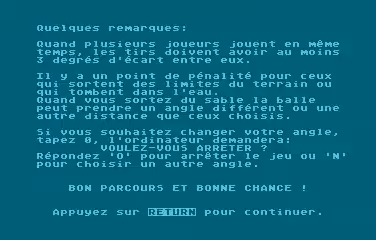 Quelques remarques:
Quand plusieurs joueurs jouent en même
temps, les tirs doivent avoir au moins
3 degrés d'écart entre eux.
Il y a un point de pénalité pour ceux
qui sortent des limites du terrain ou
qui tombent dans l'eau.
Quand vous sortez du sable la balle
peut prendre un angle différent ou une
autre distance que ceux choisis.
Si vous souhaitez changer votre angle,
tapez 0, l'ordinateur demandera:
VOULEZ-VOUS ARRETER ?
Répondez 'O' pour arrêter le jeu ou 'N'
pour choisir un autre angle.
BON PARCOURS ET BONNE CHANCE !
Appuyez sur RETURN pour continuer.